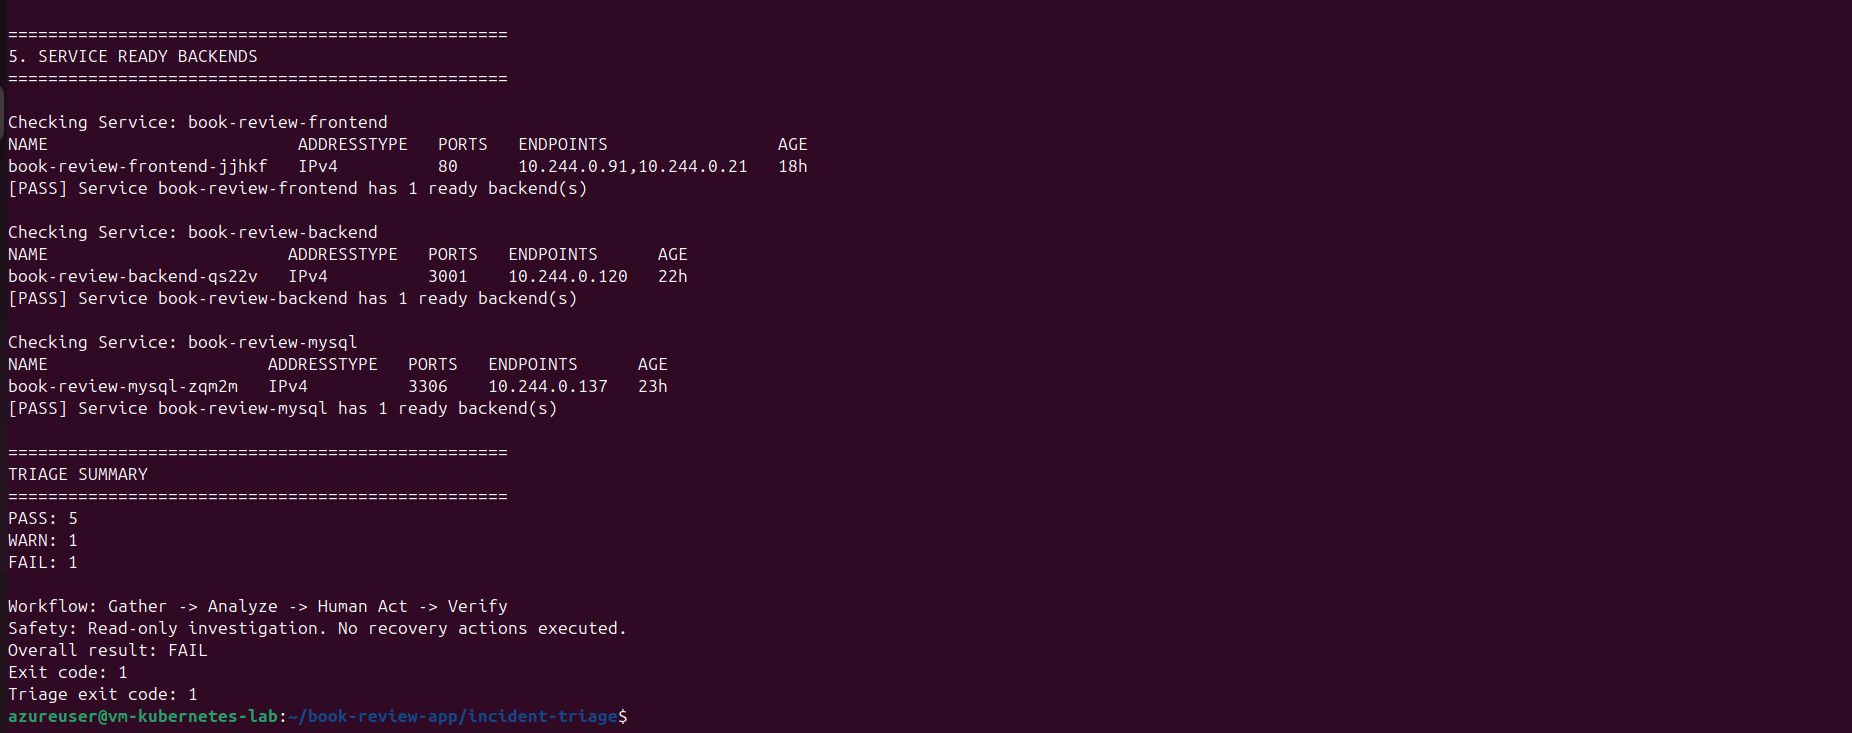 ==================================================
5. SERVICE READY BACKENDS
==================================================
Checking Service: book-review-frontend
NAME                         ADDRESSTYPE   PORTS   ENDPOINTS                 AGE
book-review-frontend-jjhkf   IPv4          80      10.244.0.91,10.244.0.21   18h
[PASS] Service book-review-frontend has 1 ready backend(s)
Checking Service: book-review-backend
NAME                        ADDRESSTYPE   PORTS   ENDPOINTS      AGE
book-review-backend-qs22v   IPv4          3001    10.244.0.120   22h
[PASS] Service book-review-backend has 1 ready backend(s)
Checking Service: book-review-mysql
NAME                      ADDRESSTYPE   PORTS   ENDPOINTS      AGE
book-review-mysql-zqm2m   IPv4          3306    10.244.0.137   23h
[PASS] Service book-review-mysql has 1 ready backend(s)
==================================================
TRIAGE SUMMARY
==================================================
PASS: 5
WARN: 1
FAIL: 1
Workflow: Gather -> Analyze -> Human Act -> Verify
Safety: Read-only investigation. No recovery actions executed.
Overall result: FAIL
Exit code: 1
Triage exit code: 1
azureuser@vm-kubernetes-lab:~/book-review-app/incident-triage$